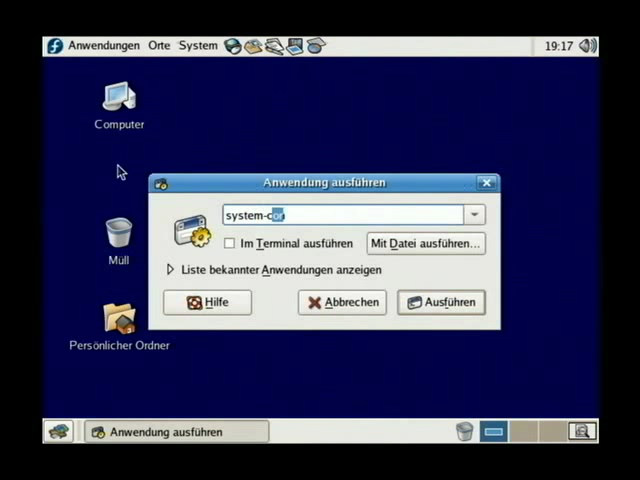 Anwendungen Orte System 19:17
Computer
Anwendung ausführen
system-con
Im Terminal ausführen Mit Datei ausführen...
Müll
Liste bekannter Anwendungen anzeigen
Hilfe Abbrechen Ausführen
Persönlicher Ordner
Anwendung ausführen